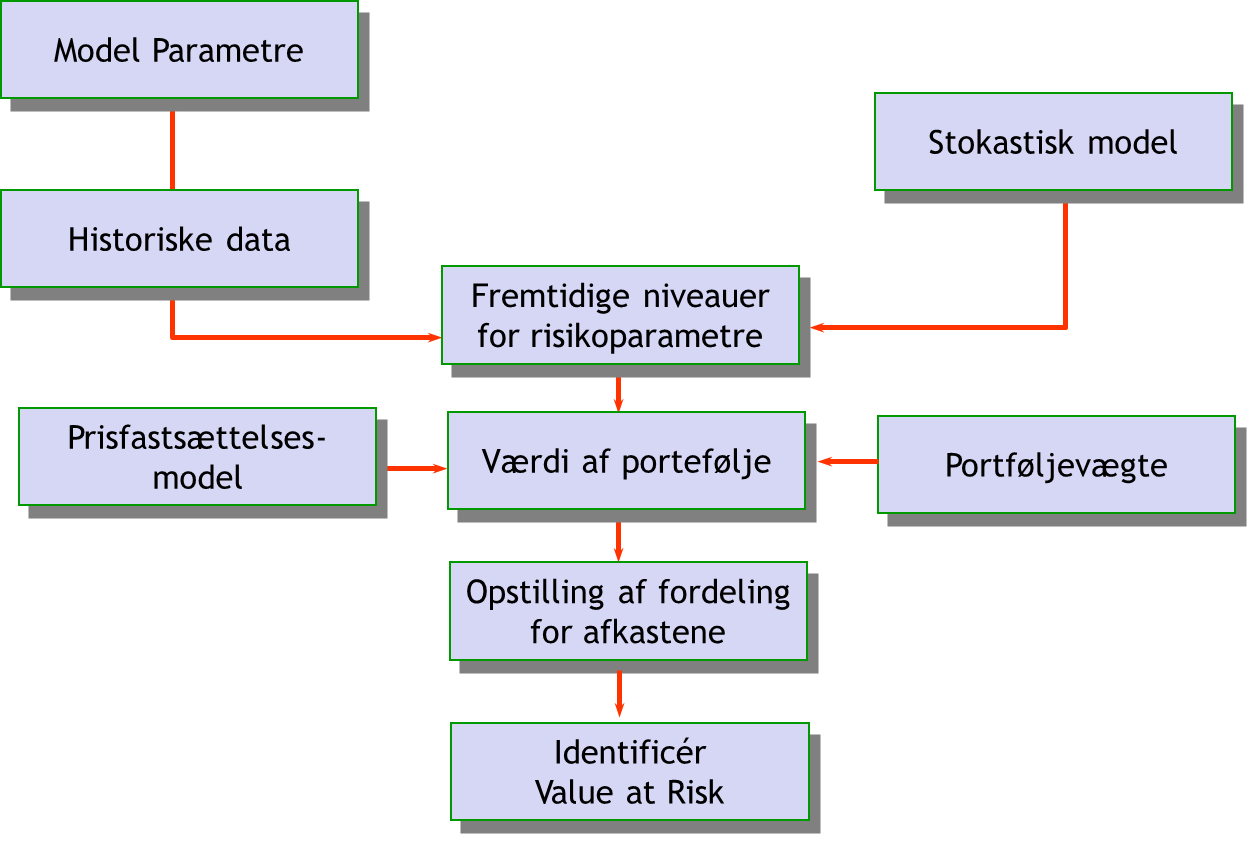 Model Parametre
Stokastisk model
Historiske data
Fremtidige niveauer
for risikoparametre
Prisfastsættelses-
model
Værdi af portefølje
Portføljevægte
Opstilling af fordeling
for afkastene
Identificér
Value at Risk